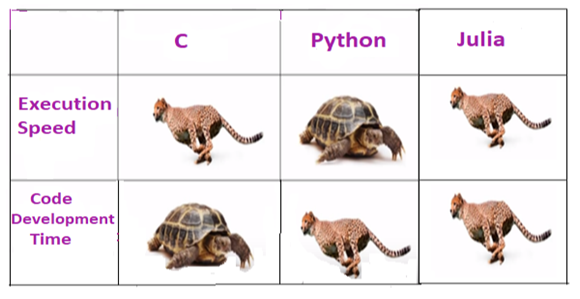 C
Python
Julia
Execution
Speed
Code
Development
Time